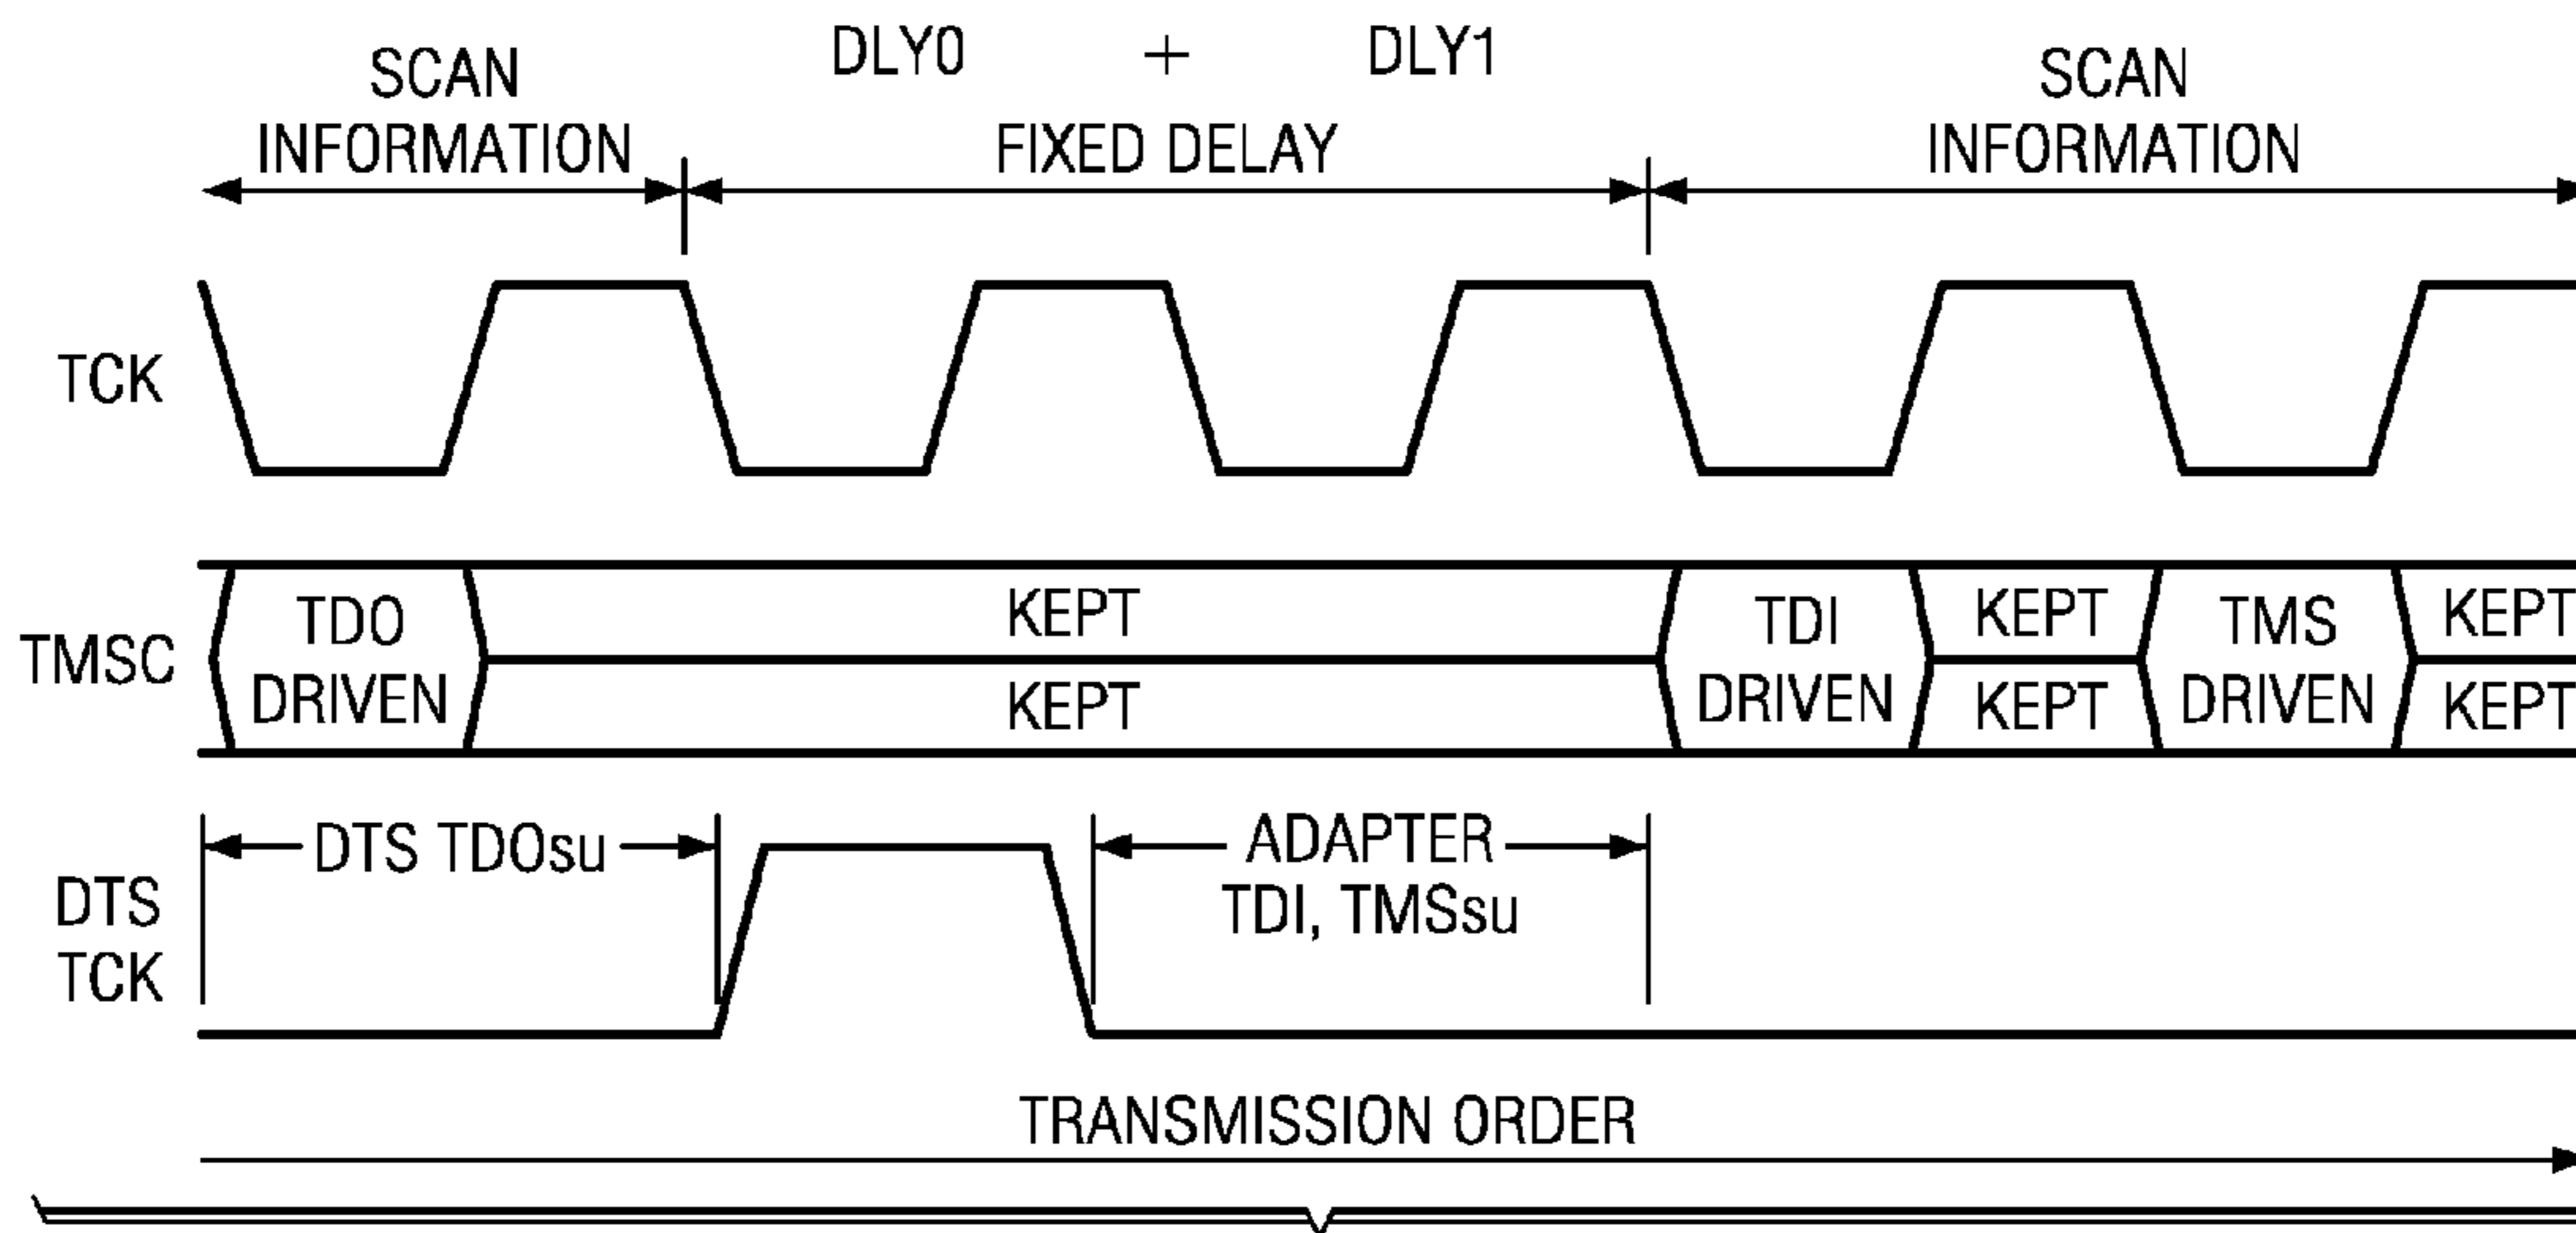 SCAN
INFORMATION
DLY0 + DLY1
FIXED DELAY
SCAN
INFORMATION
TCK
TMSC
TDO
DRIVEN
KEPT
KEPT
TDI
DRIVEN
KEPT
KEPT
TMS
DRIVEN
KEPT
KEPT
DTS
TCK
DTS TDOsu
ADAPTER
TDI, TMSsu
TRANSMISSION ORDER